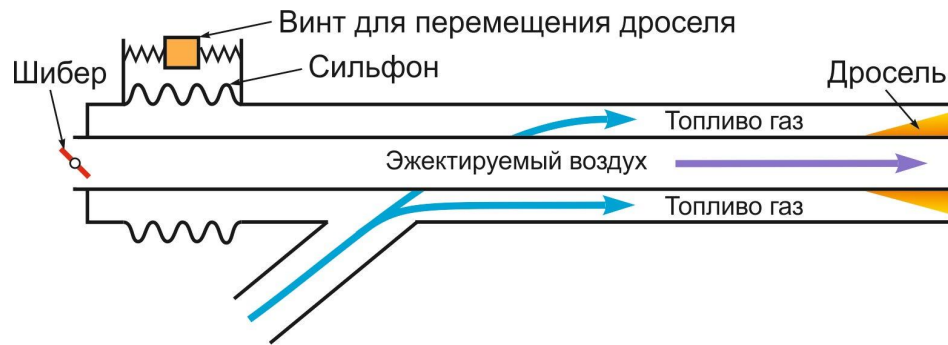 Винт для перемещения дроселя
Шибер
Сильфон
Дросель
Топливо газ
Эжектируемый воздух
Топливо газ